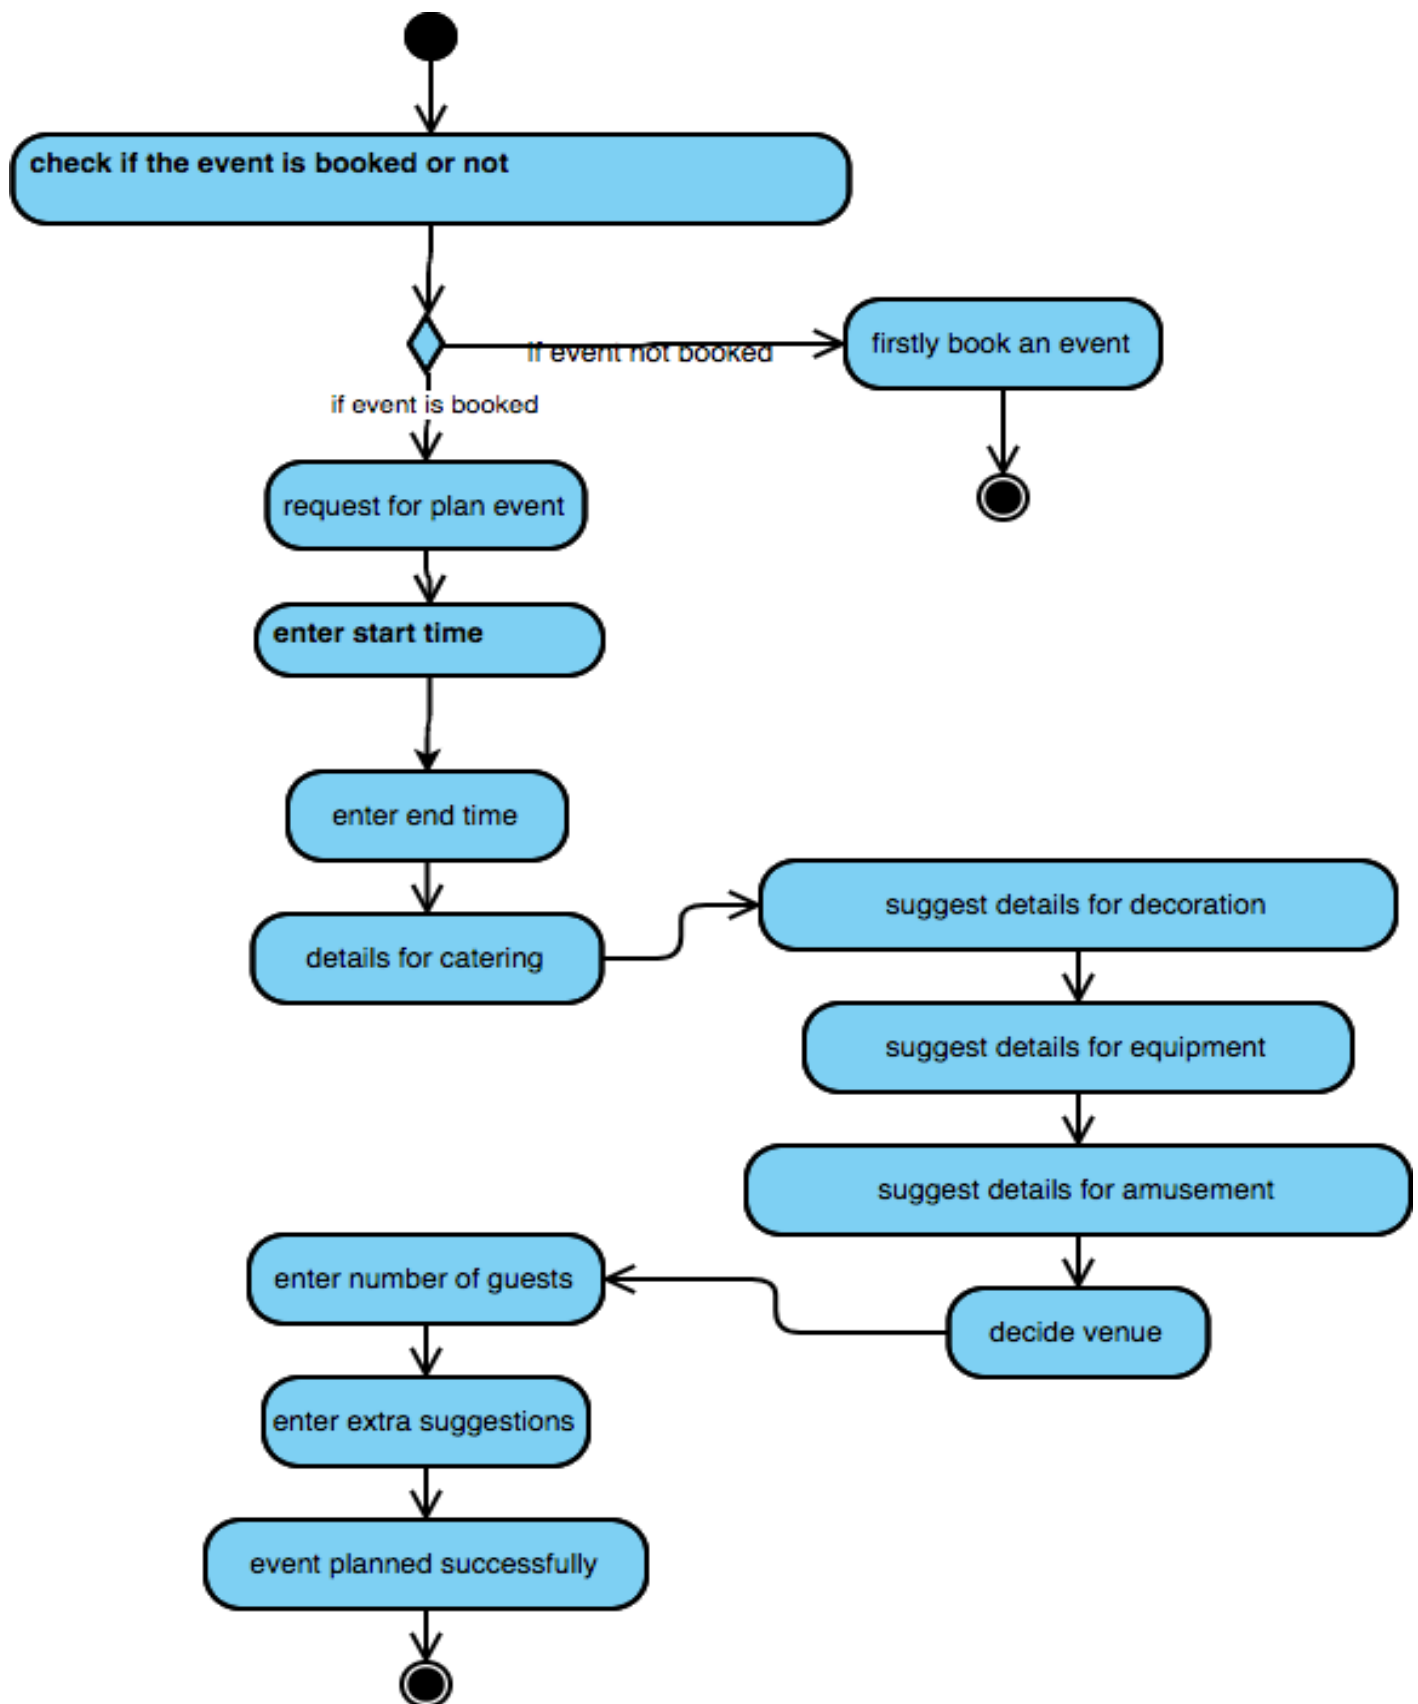 check if the event is booked or not
if event not booked
firstly book an event
if event is booked
request for plan event
enter start time
enter end time
details for catering
suggest details for decoration
suggest details for equipment
suggest details for amusement
decide venue
enter number of guests
enter extra suggestions
event planned successfully